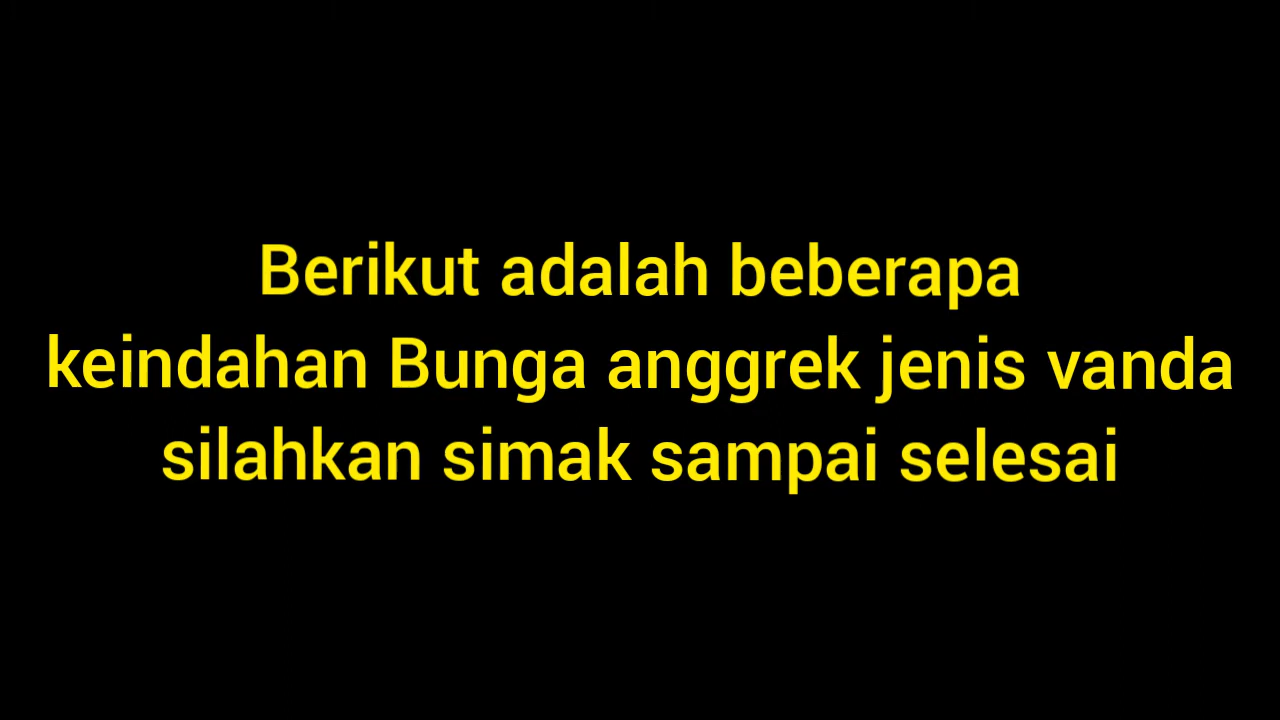 Berikut adalah beberapa
keindahan Bunga anggrek jenis vanda
silahkan simak sampai selesai